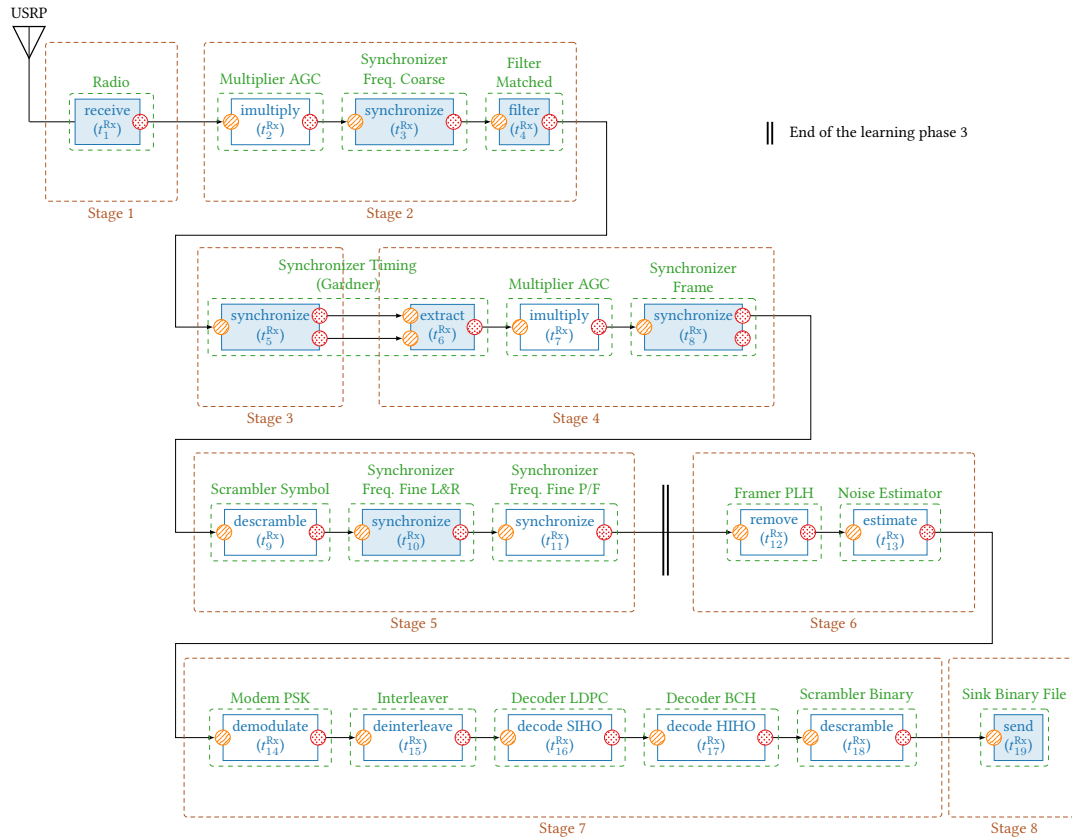 USRP
Radio
receive
(t₁ᴿˣ)
Stage 1
Multiplier AGC
imultiply
(t₂ᴿˣ)
Synchronizer
Freq. Coarse
synchronize
(t₃ᴿˣ)
Filter
Matched
filter
(t₄ᴿˣ)
Stage 2
End of the learning phase 3
Synchronizer Timing
(Gardner)
synchronize
(t₅ᴿˣ)
Stage 3
extract
(t₆ᴿˣ)
Multiplier AGC
imultiply
(t₇ᴿˣ)
Synchronizer
Frame
synchronize
(t₈ᴿˣ)
Stage 4
Scrambler Symbol
descramble
(t₉ᴿˣ)
Synchronizer
Freq. Fine L&R
synchronize
(t₁₀ᴿˣ)
Synchronizer
Freq. Fine P/F
synchronize
(t₁₁ᴿˣ)
Stage 5
Framer PLH
remove
(t₁₂ᴿˣ)
Noise Estimator
estimate
(t₁₃ᴿˣ)
Stage 6
Modem PSK
demodulate
(t₁₄ᴿˣ)
Interleaver
deinterleave
(t₁₅ᴿˣ)
Decoder LDPC
decode SIHO
(t₁₆ᴿˣ)
Decoder BCH
decode HIHO
(t₁₇ᴿˣ)
Scrambler Binary
descramble
(t₁₈ᴿˣ)
Stage 7
Sink Binary File
send
(t₁₉ᴿˣ)
Stage 8